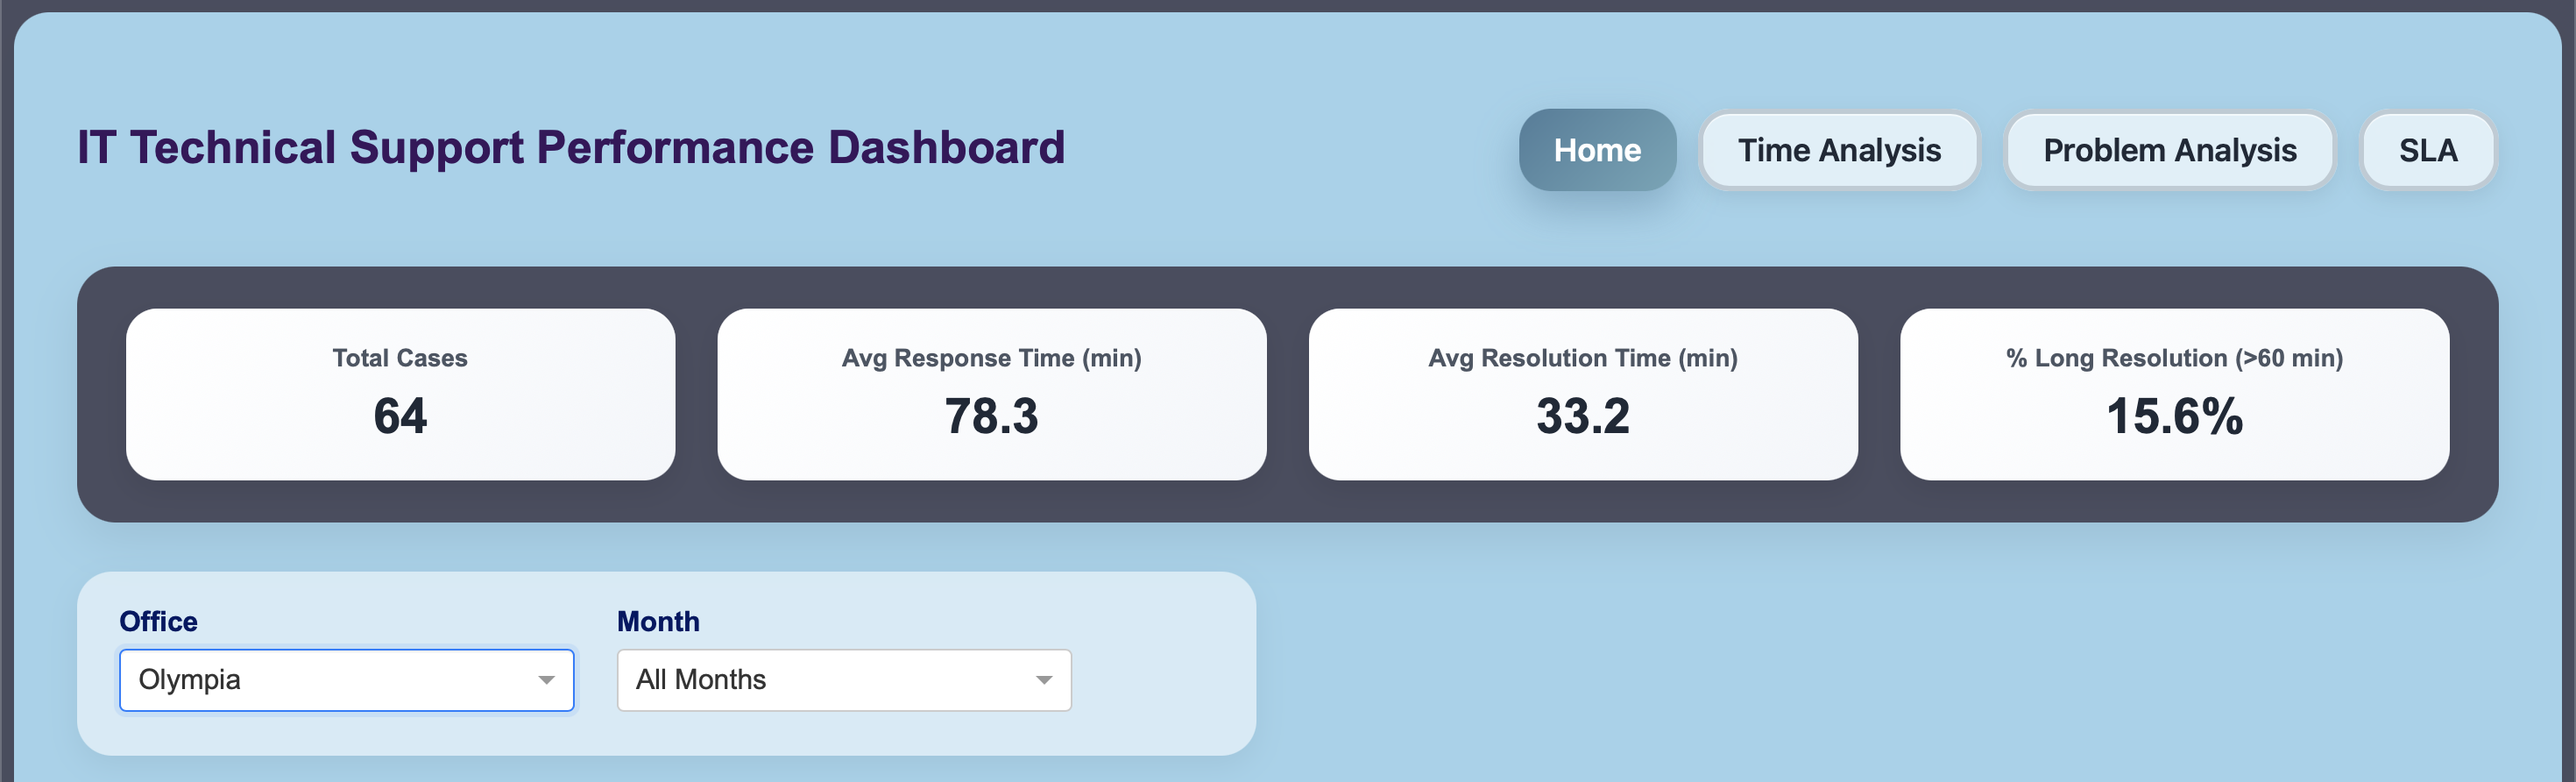 IT Technical Support Performance Dashboard
Home
Time Analysis
Problem Analysis
SLA
Total Cases
64
Avg Response Time (min)
78.3
Avg Resolution Time (min)
33.2
% Long Resolution (>60 min)
15.6%
Office
Olympia
Month
All Months